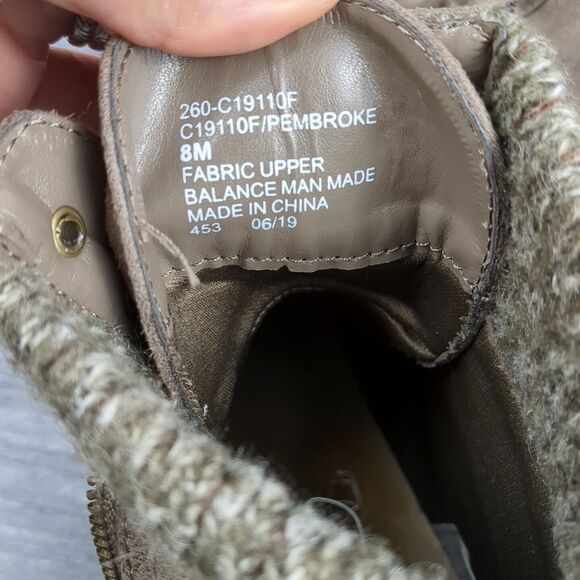 260-C19110F
C19110F/PEMBROKE
8M
FABRIC UPPER
BALANCE MAN MADE
MADE IN CHINA
453 06/19